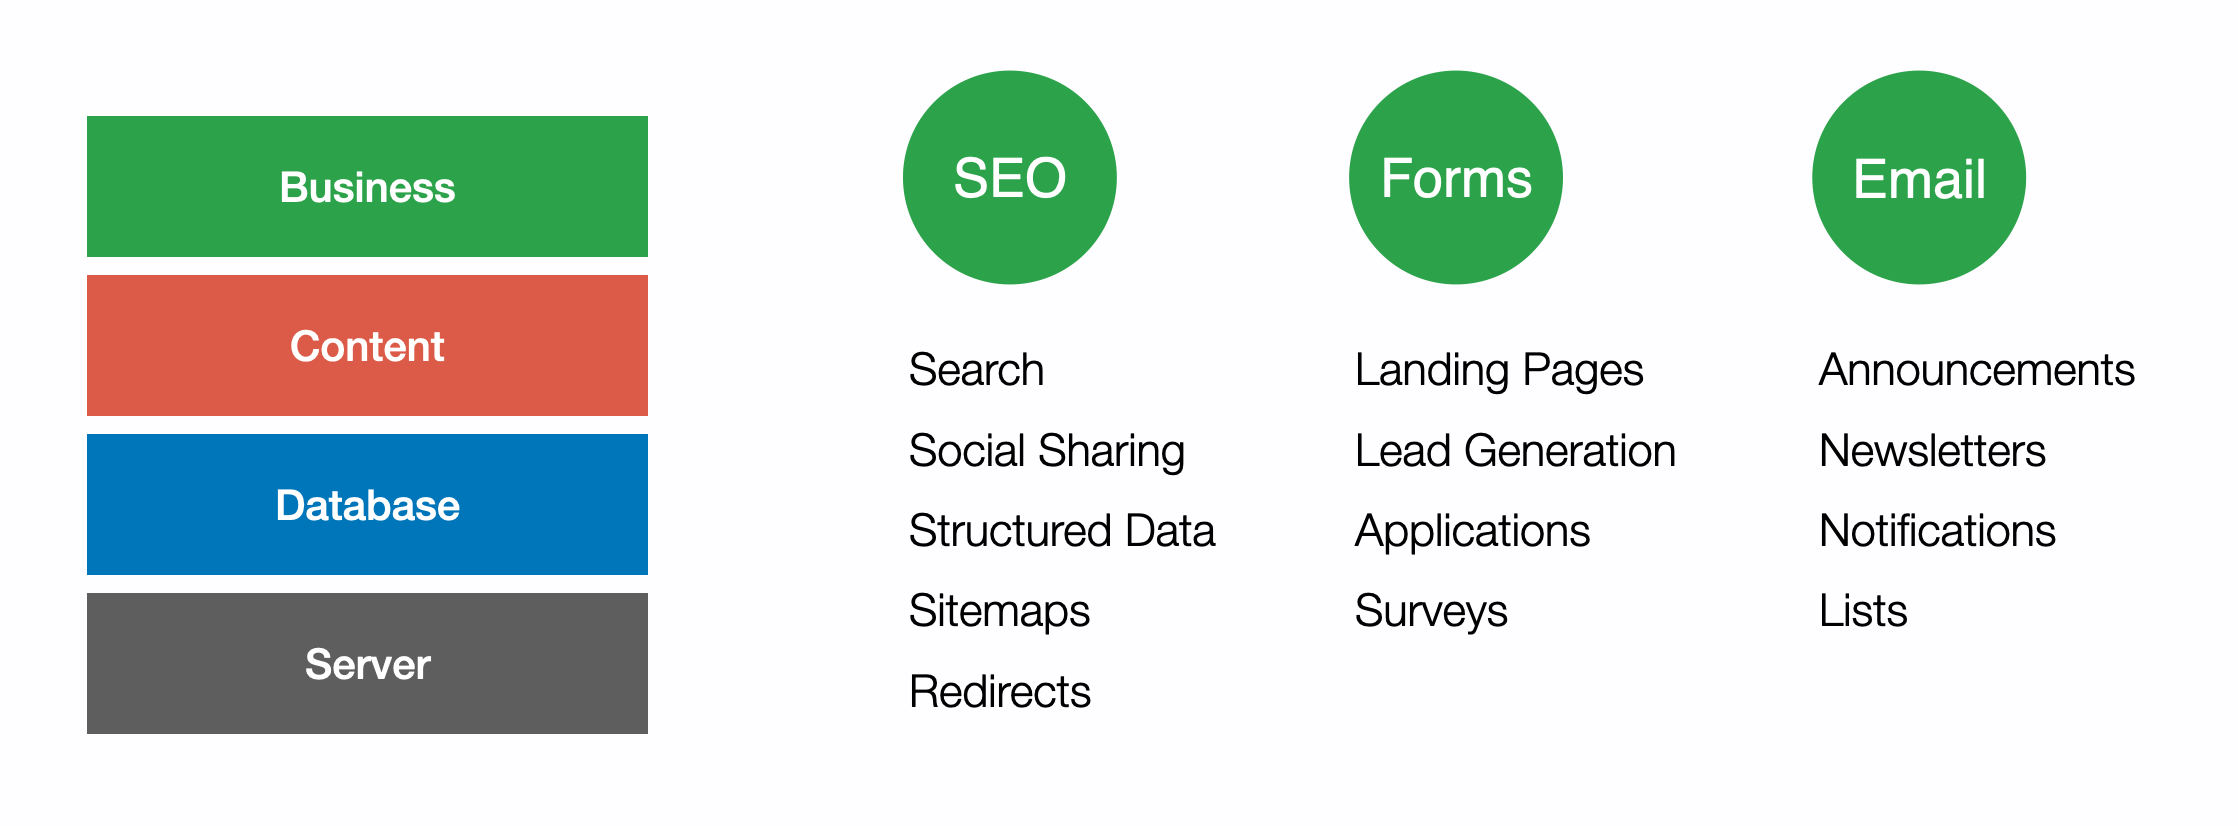 Business
Content
Database
Server
SEO
Search
Social Sharing
Structured Data
Sitemaps
Redirects
Forms
Landing Pages
Lead Generation
Applications
Surveys
Email
Announcements
Newsletters
Notifications
Lists